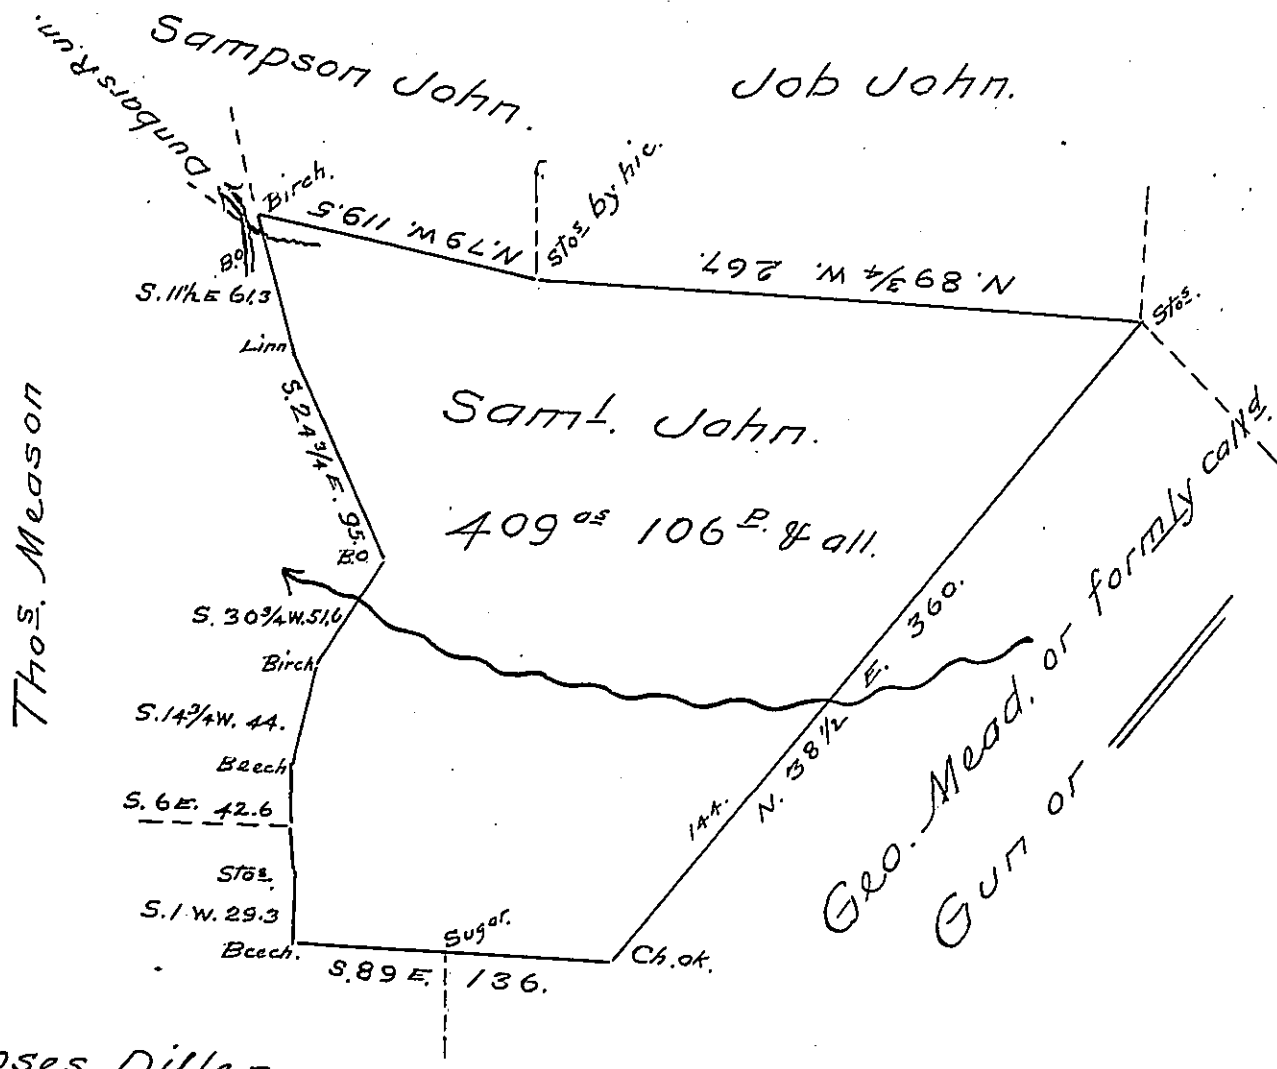 Sampson John.
Job John.
Dunbars Run.
Birch.
N. 79 W. 119.5
Stos by hic.
N. 89 3/4 W. 267.
Stos.
B.O.
S. 11 1/2 E 61.3
Linn
S. 24 3/4 E. 95.
B.O.
Saml. John.
409 as 106 P. & all.
Thos. Meason
S. 30 3/4 W. 51,6
Birch
S. 14 3/4 W. 44.
Beech
S. 6 E. 42.6
Stos.
S. 1 W. 29.3
Beech.
S. 89 E. 136.
Sugar.
Ch. ok.
N. 38 1/2 E. 360.
Geo. Mead. or formly call'd.
Gun or
Diller